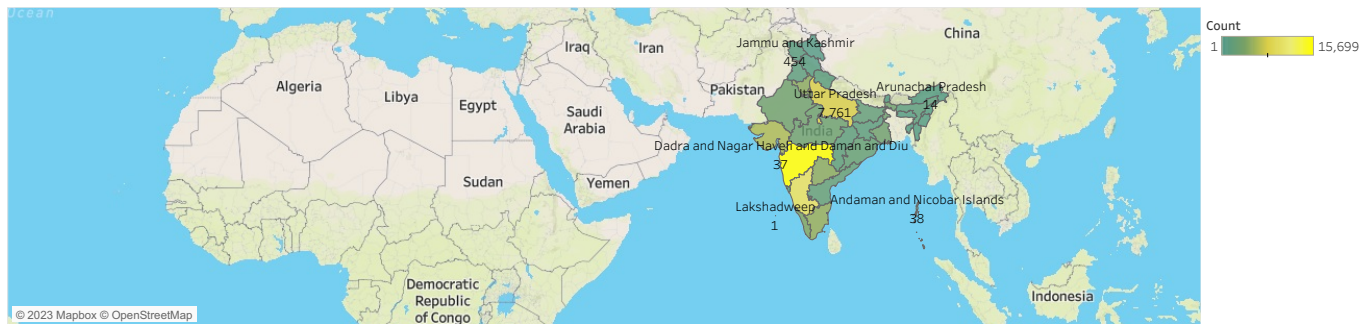 Ocean
Count
1
15,699
China
Iraq
Iran
Jammu and Kashmir
454
Algeria
Libya
Egypt
Pakistan
Uttar Pradesh
7,761
Arunachal Pradesh
14
Saudi
Arabia
India
Dadra and Nagar Haveli and Daman and Diu
37
Sudan
Yemen
Lakshadweep
1
Andaman and Nicobar Islands
38
Democratic
Republic
of Congo
Indonesia
© 2023 Mapbox © OpenStreetMap